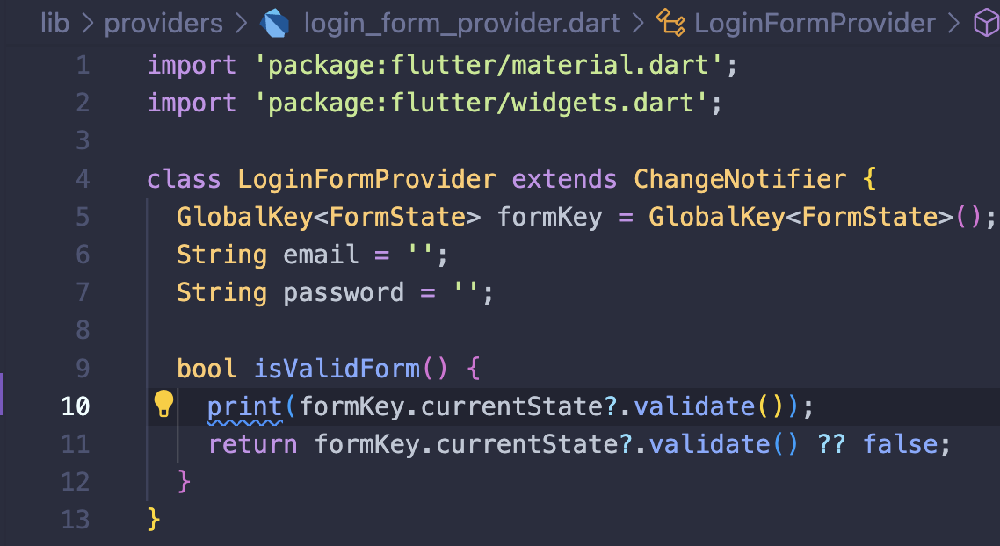 lib > providers > login_form_provider.dart > LoginFormProvider >
1 import 'package:flutter/material.dart';
2 import 'package:flutter/widgets.dart';
3
4 class LoginFormProvider extends ChangeNotifier {
5   GlobalKey<FormState> formKey = GlobalKey<FormState>();
6   String email = '';
7   String password = '';
8
9   bool isValidForm() {
10     print(formKey.currentState?.validate());
11     return formKey.currentState?.validate() ?? false;
12   }
13 }